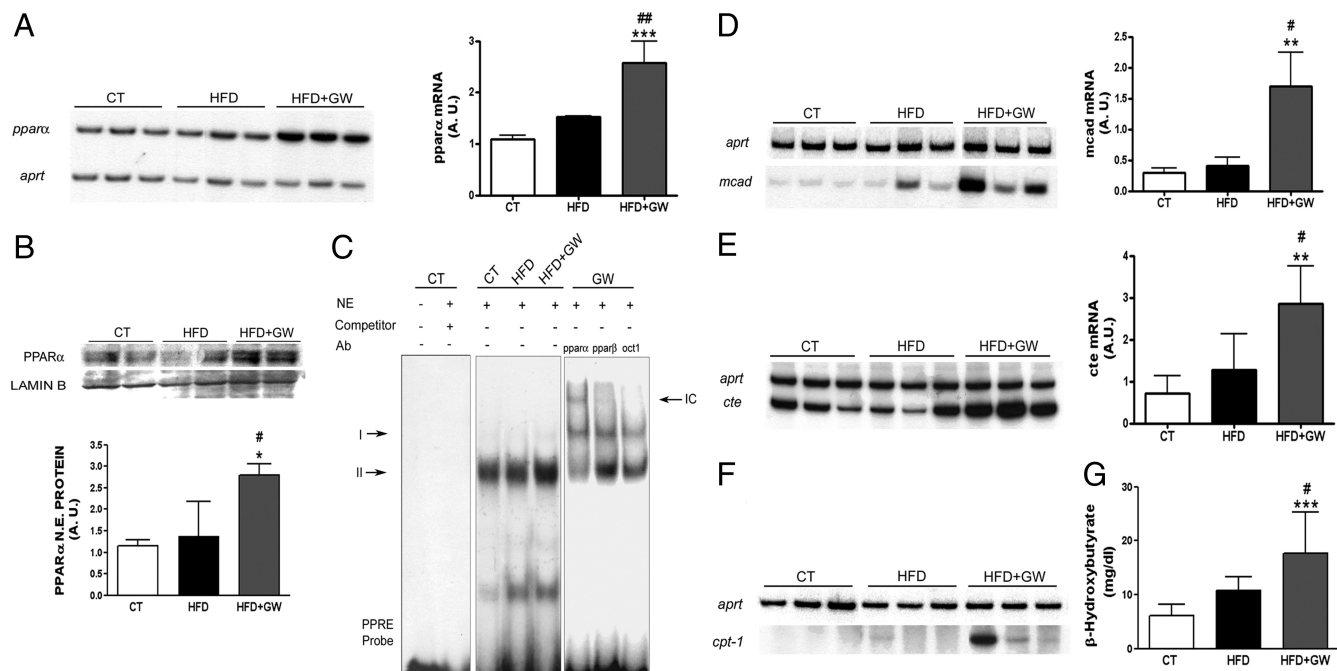 A
CT HFD HFD+GW
pparα
aprt
pparα mRNA
(A. U.)
3
2
1
0
##
***
CT HFD HFD+GW
B
CT HFD HFD+GW
PPARα
LAMIN B
PPARα N.E. PROTEIN
(A. U.)
3.5
3.0
2.5
2.0
1.5
1.0
0.5
0.0
#
*
CT HFD HFD+GW
C
CT CT HFD HFD+GW GW
NE - + + + + + + +
Competitor - + - - - - - -
Ab - - - - - pparα pparβ oct1
IC
I
II
PPRE
Probe
D
CT HFD HFD+GW
aprt
mcad
mcad mRNA
(A. U.)
2.5
2.0
1.5
1.0
0.5
0.0
#
**
CT HFD HFD+GW
E
CT HFD HFD+GW
aprt
cte
cte mRNA
(A.U.)
4
3
2
1
0
#
**
CT HFD HFD+GW
F
CT HFD HFD+GW
aprt
cpt-1
G
β-Hydroxybutyrate
(mg/dl)
30
20
10
0
#
***
CT HFD HFD+GW